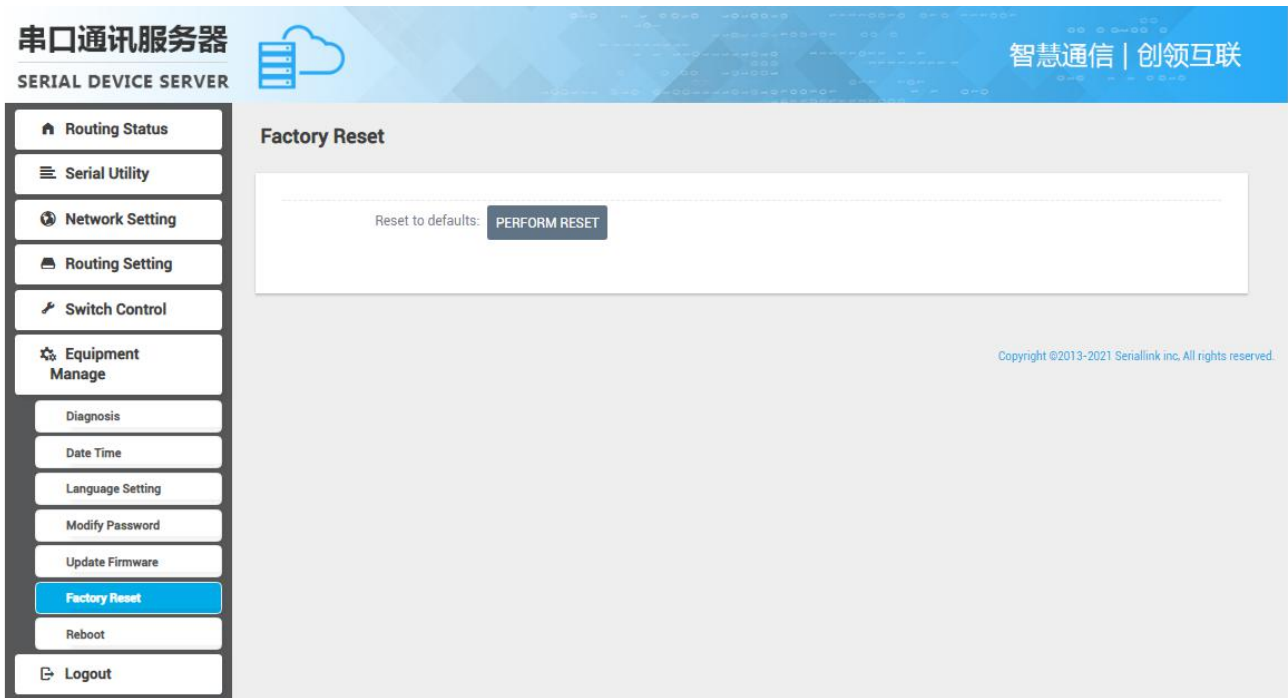 串口通讯服务器
SERIAL DEVICE SERVER
智慧通信 | 创领互联
Routing Status
Serial Utility
Network Setting
Routing Setting
Switch Control
Equipment
Manage
Diagnosis
Date Time
Language Setting
Modify Password
Update Firmware
Factory Reset
Reboot
Logout
Factory Reset
Reset to defaults: PERFORM RESET
Copyright ©2013-2021 Seriallink inc, All rights reserved.